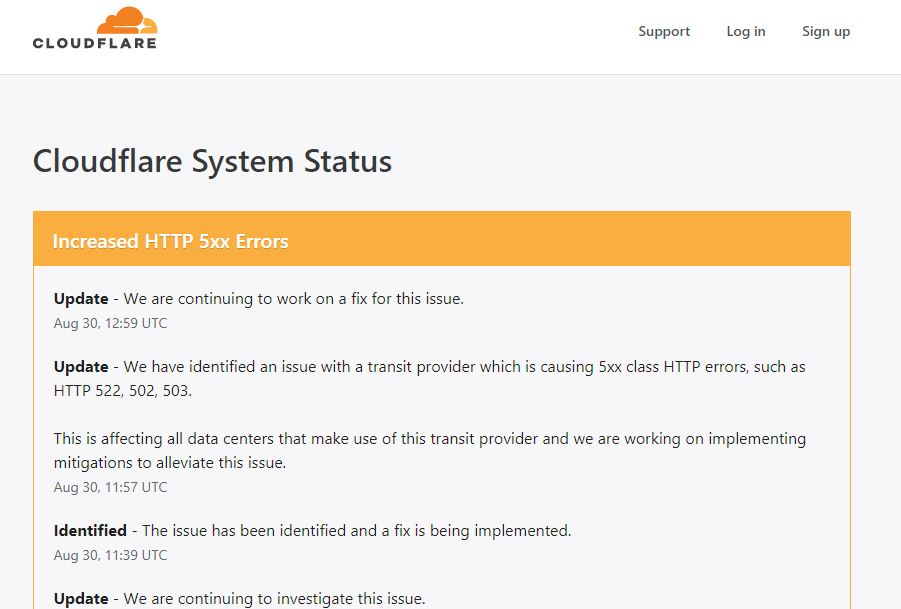 CLOUDFLARE
Support
Log in
Sign up
Cloudflare System Status
Increased HTTP 5xx Errors
Update - We are continuing to work on a fix for this issue.
Aug 30, 12:59 UTC
Update - We have identified an issue with a transit provider which is causing 5xx class HTTP errors, such as
HTTP 522, 502, 503.
This is affecting all data centers that make use of this transit provider and we are working on implementing
mitigations to alleviate this issue.
Aug 30, 11:57 UTC
Identified - The issue has been identified and a fix is being implemented.
Aug 30, 11:39 UTC
Update - We are continuing to investigate this issue.